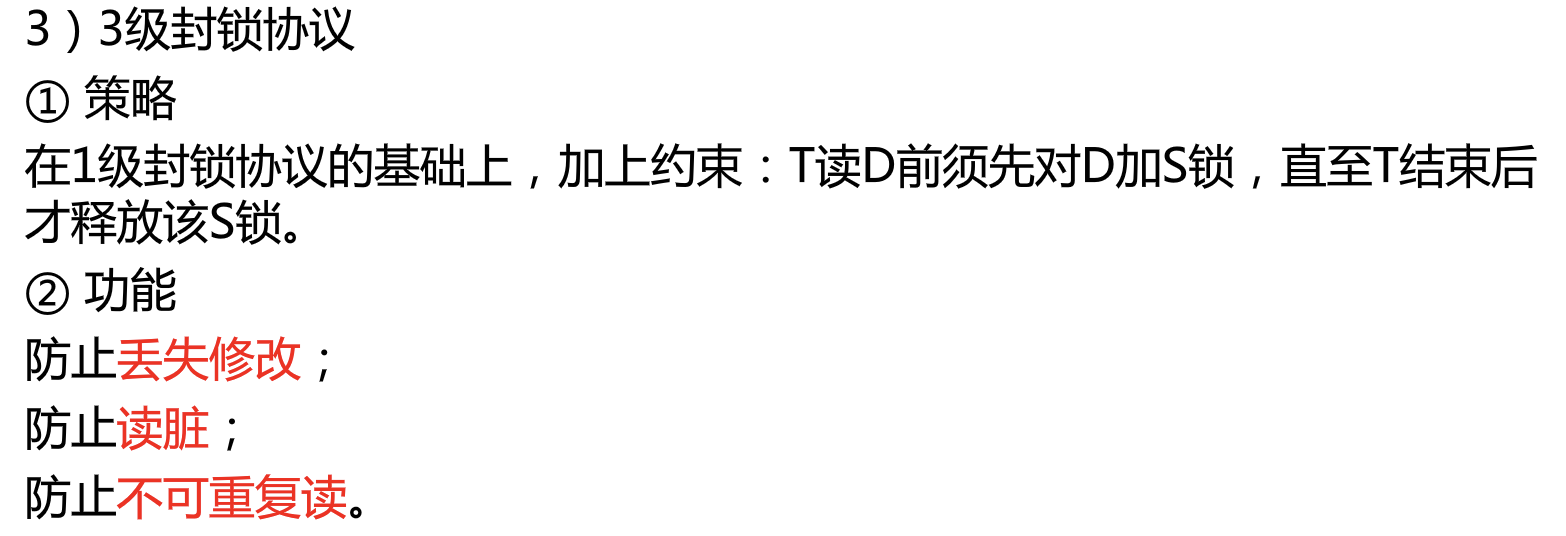 3）3级封锁协议
① 策略
在1级封锁协议的基础上，加上约束：T读D前须先对D加S锁，直至T结束后
才释放该S锁。
② 功能
防止丢失修改；
防止读脏；
防止不可重复读。